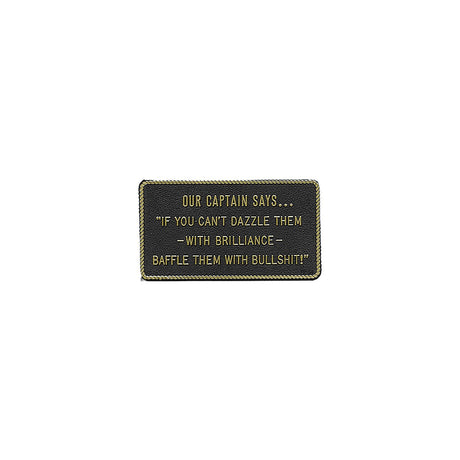 OUR CAPTAIN SAYS...
"IF YOU CAN'T DAZZLE THEM
-WITH BRILLIANCE-
BAFFLE THEM WITH BULLSHIT!"